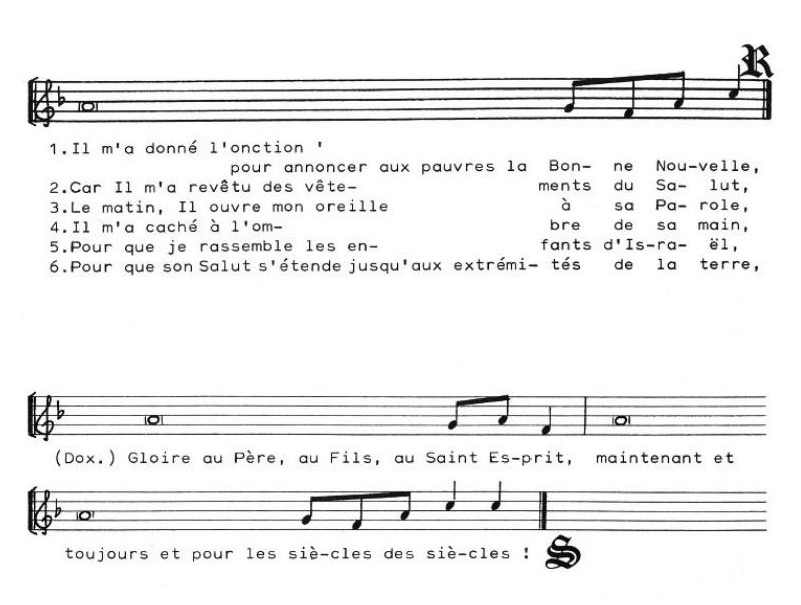 R
1.Il m'a donné l'onction '
pour annoncer aux pauvres la Bon- ne Nou-velle,
2.Car Il m'a revêtu des vête- ments du Sa- lut,
3.Le matin, Il ouvre mon oreille à sa Pa- role,
4.Il m'a caché à l'om- bre de sa main,
5.Pour que je rassemble les en- fants d'Is-ra- ël,
6.Pour que son Salut s'étende jusqu'aux extrémi- tés de la terre,
(Dox.) Gloire au Père, au Fils, au Saint Es-prit, maintenant et
toujours et pour les siè-cles des siè-cles !
S